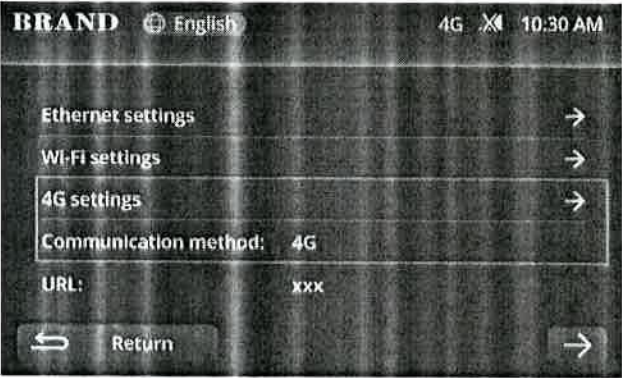 BRAND English 4G 10:30 AM
Ethernet settings
Wi-Fi settings
4G settings
Communication method: 4G
URL: xxx
Return